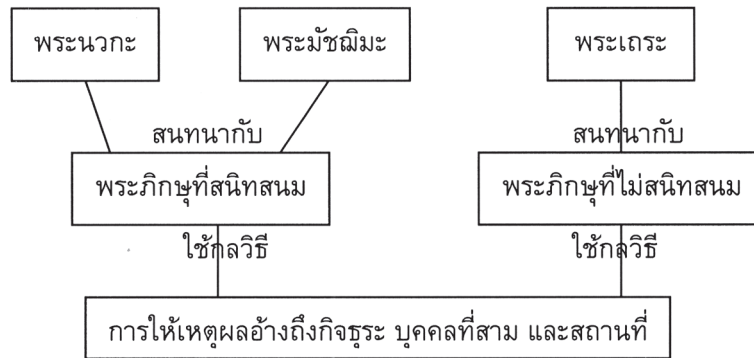 พระนวกะ พระมัชฌิมะ พระเถระ
สนทนากับ สนทนากับ
พระภิกษุที่สนิทสนม พระภิกษุที่ไม่สนิทสนม
ใช้กลวิธี ใช้กลวิธี
การให้เหตุผลอ้างถึงกิจธุระ บุคคลที่สาม และสถานที่